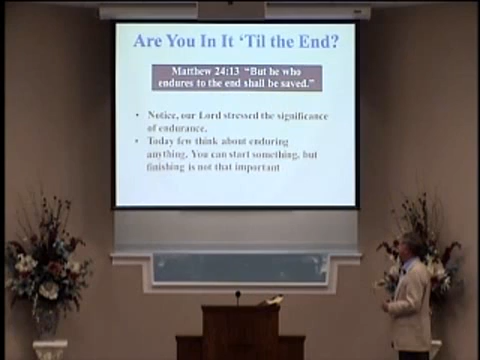 Are You In It ‘Til the End?
Matthew 24:13 “But he who
endures to the end shall be saved.”
• Notice, our Lord stressed the significance
of endurance.
• Today few think about enduring
anything. You can start something, but
finishing is not that important